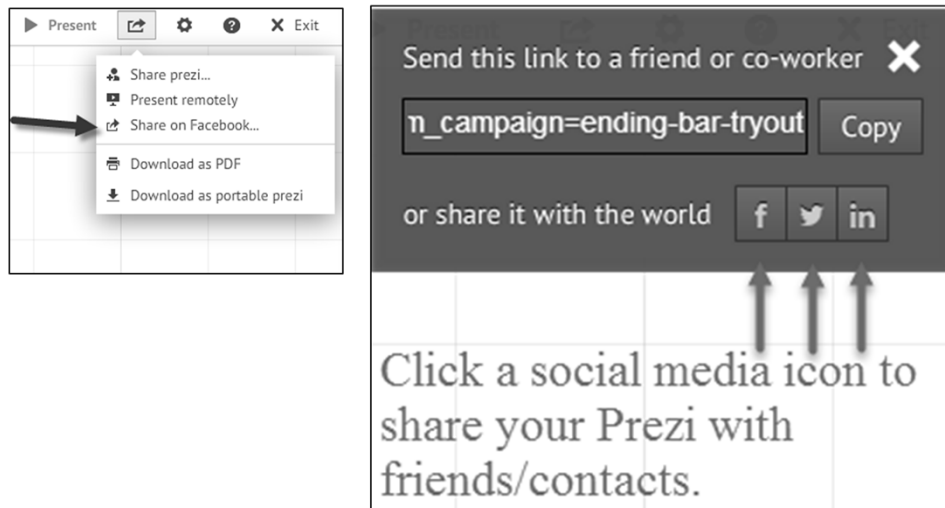 Present
Exit
Share prezi...
Present remotely
Share on Facebook...
Download as PDF
Download as portable prezi
Send this link to a friend or co-worker
n_campaign=ending-bar-tryout
Copy
or share it with the world
f
in
Click a social media icon to
share your Prezi with
friends/contacts.